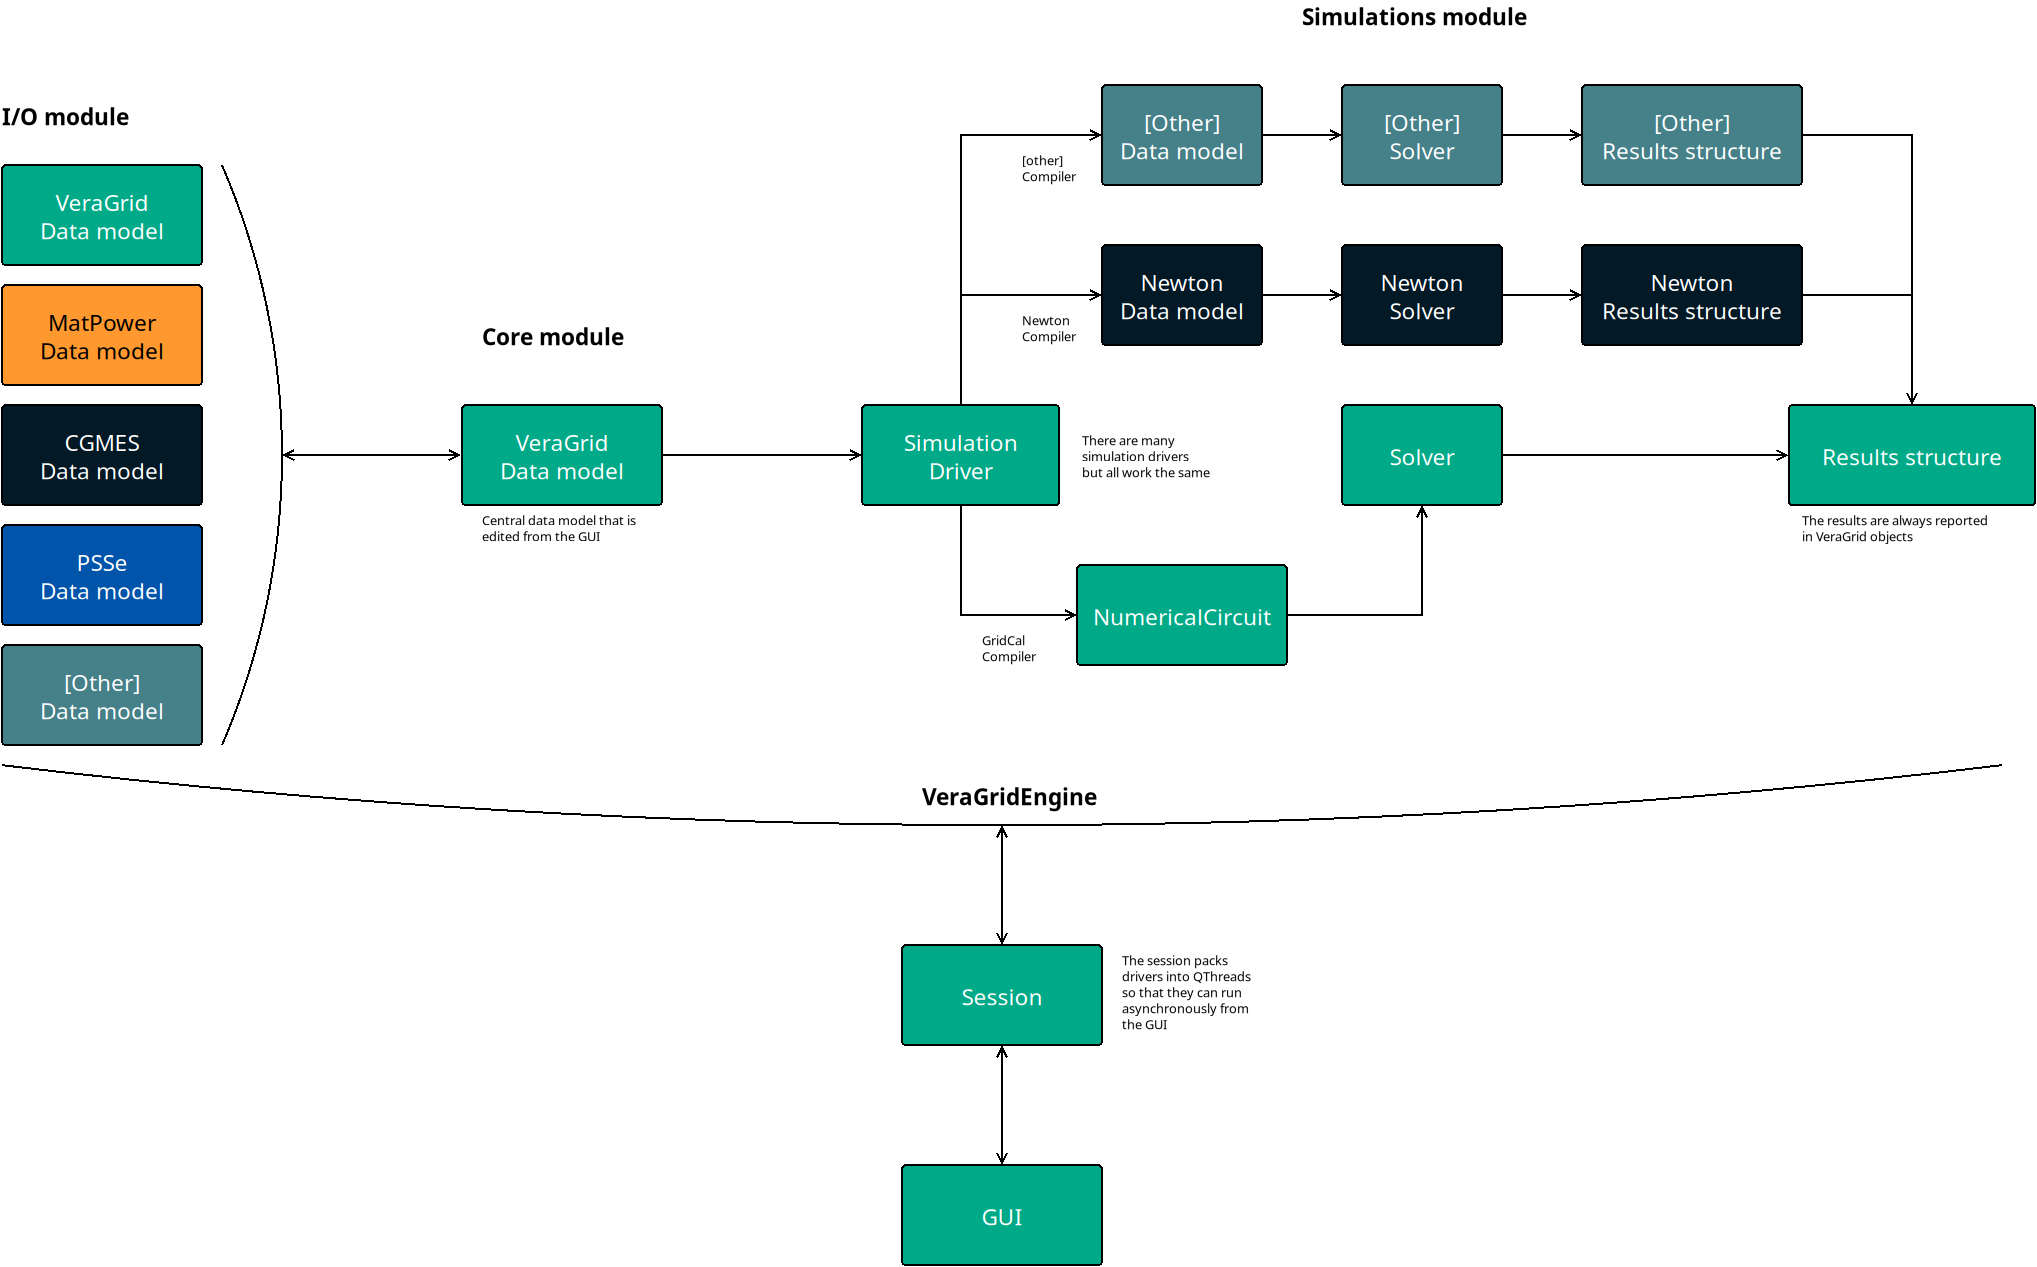 Simulations module
I/O module
VeraGrid
Data model
MatPower
Data model
CGMES
Data model
PSSe
Data model
[Other]
Data model
Core module
VeraGrid
Data model
Central data model that is
edited from the GUI
Simulation
Driver
There are many
simulation drivers
but all work the same
[other]
Compiler
[Other]
Data model
[Other]
Solver
[Other]
Results structure
Newton
Compiler
Newton
Data model
Newton
Solver
Newton
Results structure
GridCal
Compiler
NumericalCircuit
Solver
Results structure
The results are always reported
in VeraGrid objects
VeraGridEngine
Session
The session packs
drivers into QThreads
so that they can run
asynchronously from
the GUI
GUI